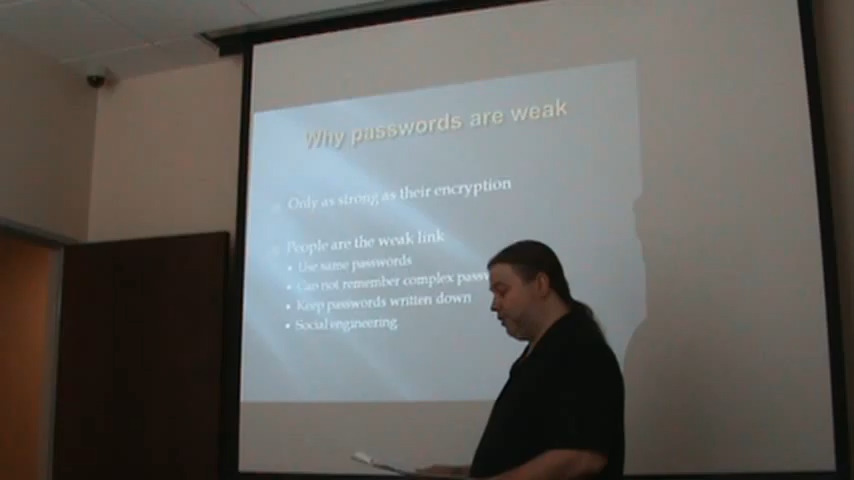 Why passwords are weak
Only as strong as their encryption
People are the weak link
Use same passwords
Can not remember complex passw
Keep passwords written down
Social engineering